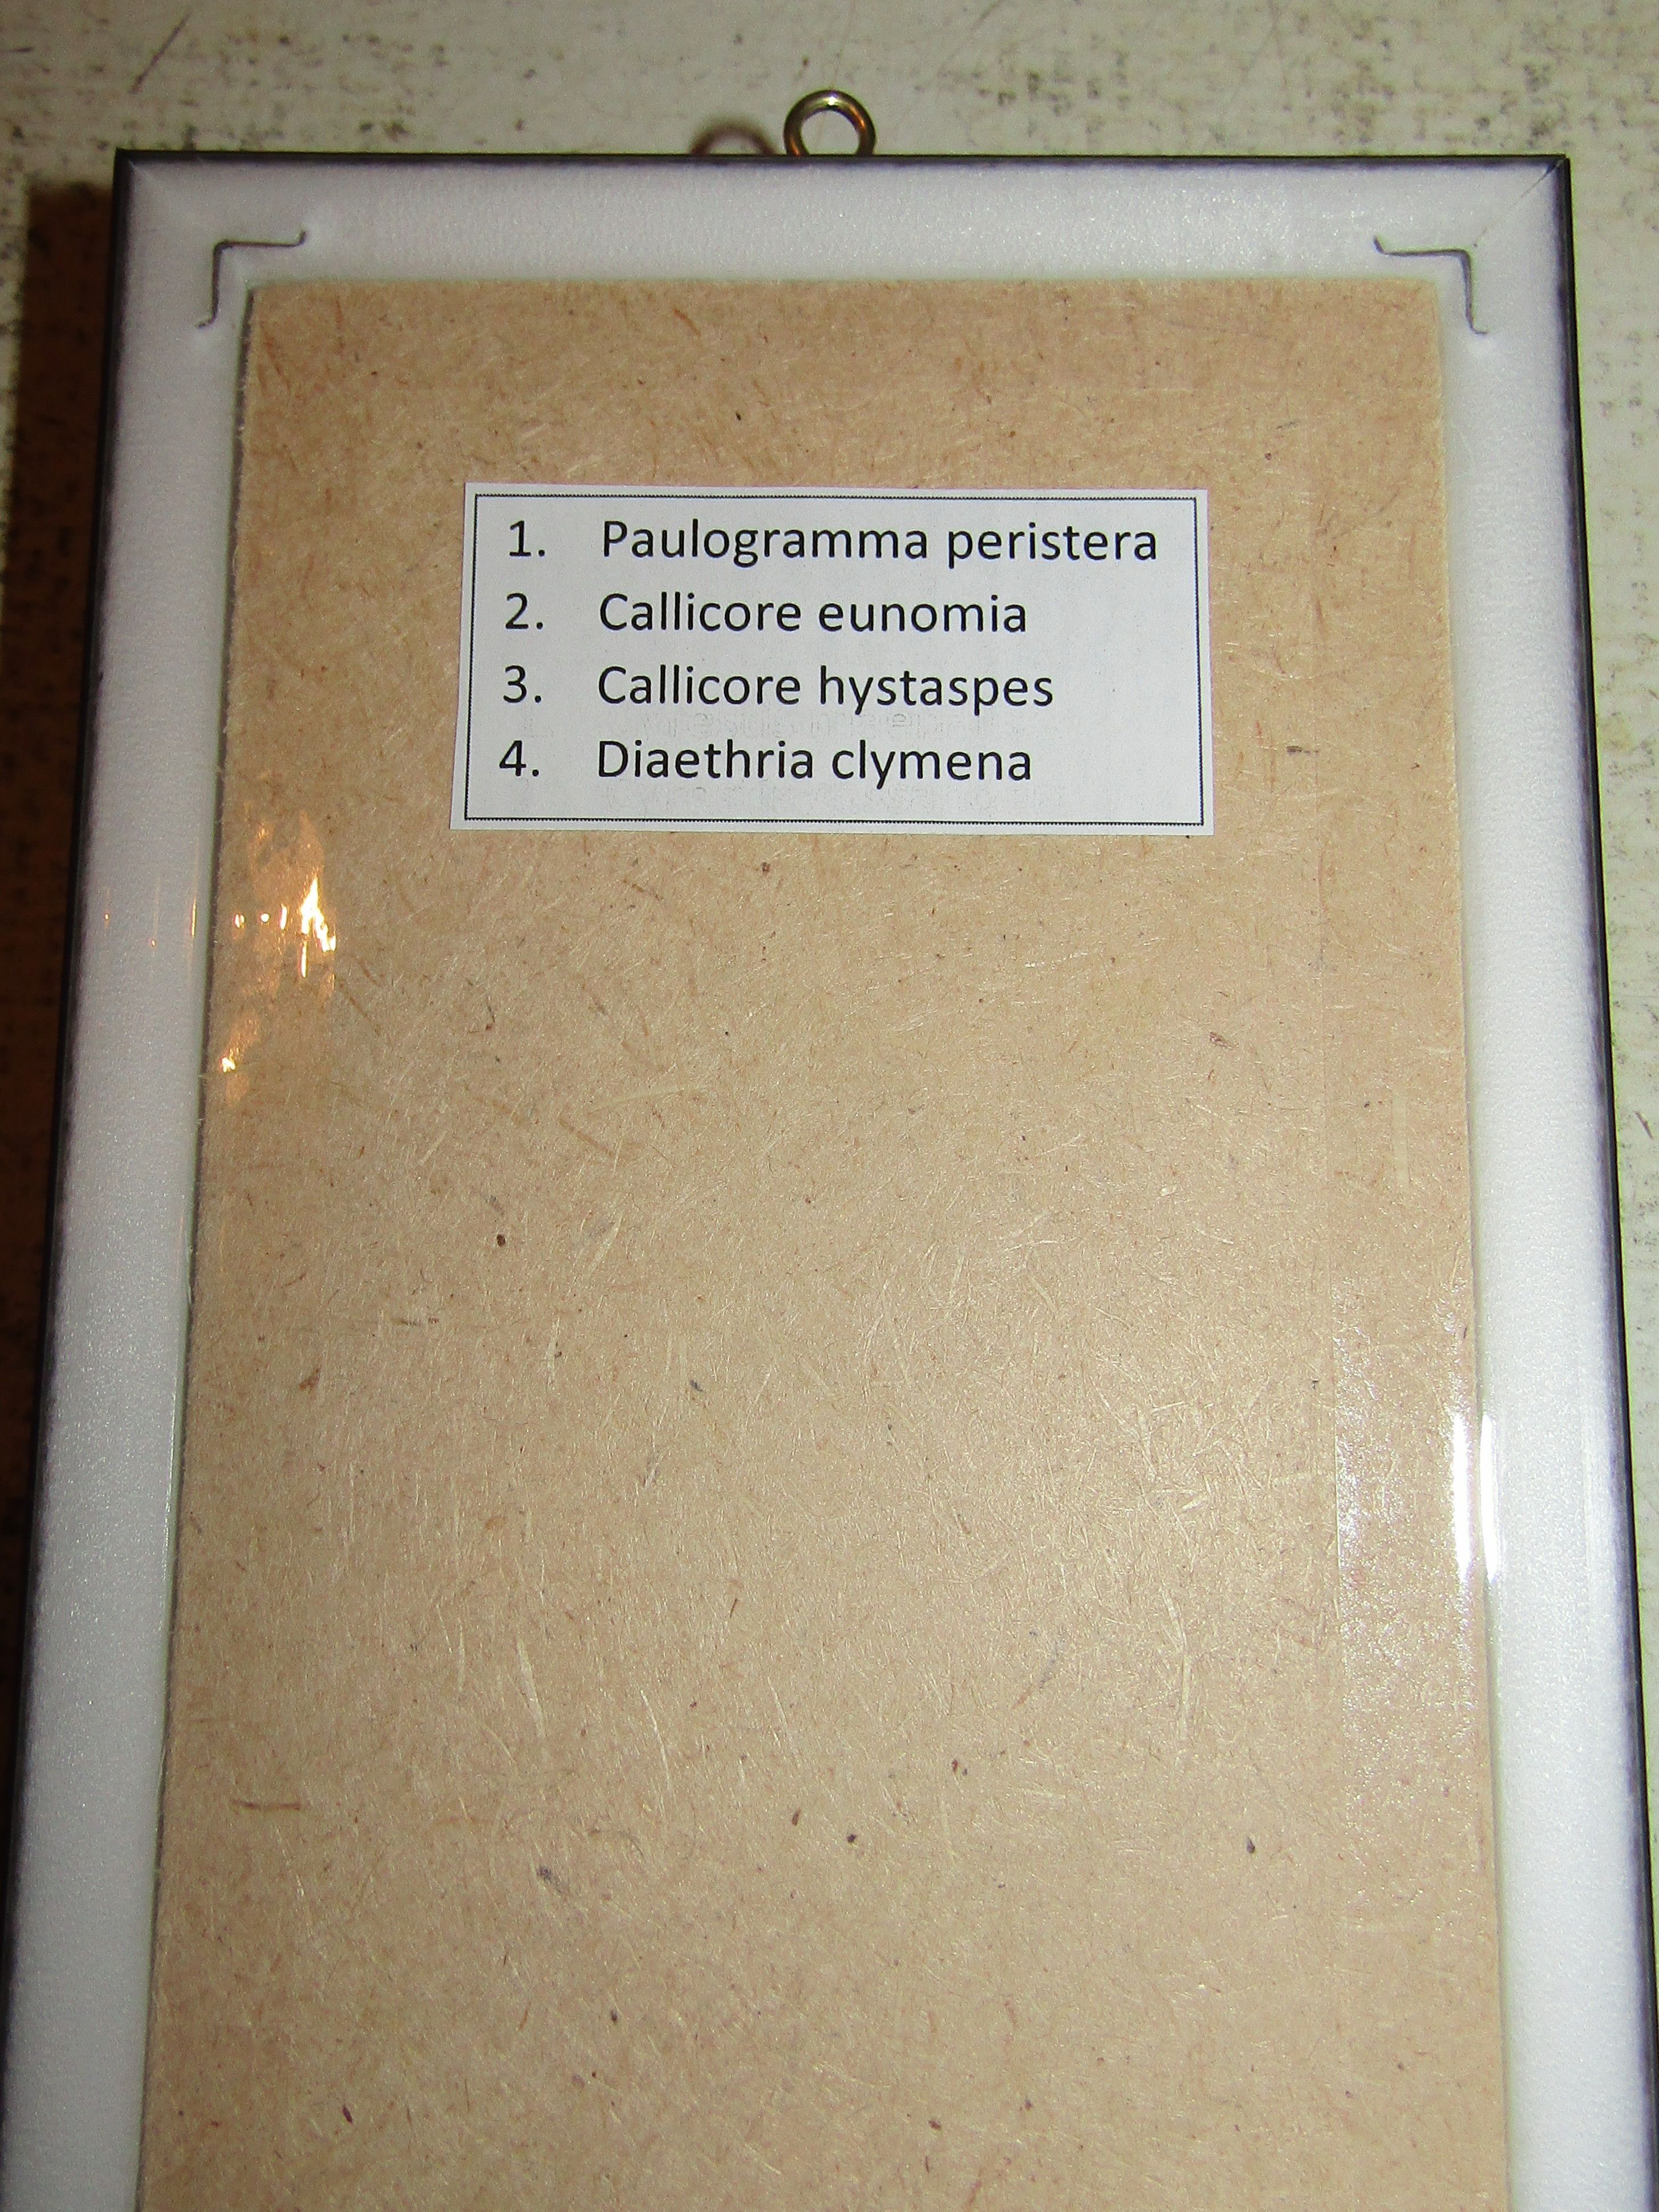 1. Paulogramma peristera
2. Callicore eunomia
3. Callicore hystaspes
4. Diaethria clymena